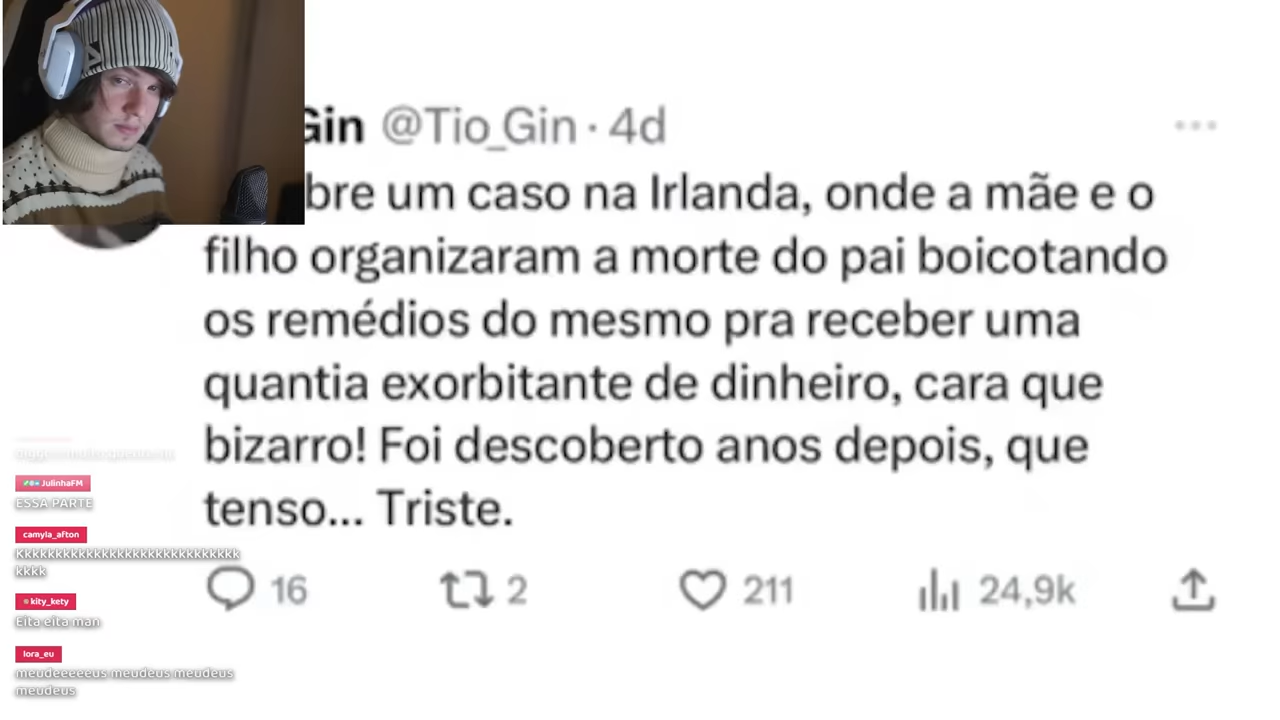 Gin @Tio_Gin · 4d
bre um caso na Irlanda, onde a mãe e o
filho organizaram a morte do pai boicotando
os remédios do mesmo pra receber uma
quantia exorbitante de dinheiro, cara que
bizarro! Foi descoberto anos depois, que
tenso... Triste.
16 2 211 24,9k
JulinhaFM
ESSA PARTE
camyla_afton
Kkkkkkkkkkkkkkkkkkkkkkkkkkkk
kkkk
kity_kety
Eita eita man
lora_eu
meudeeeeeus meudeus meudeus
meudeus